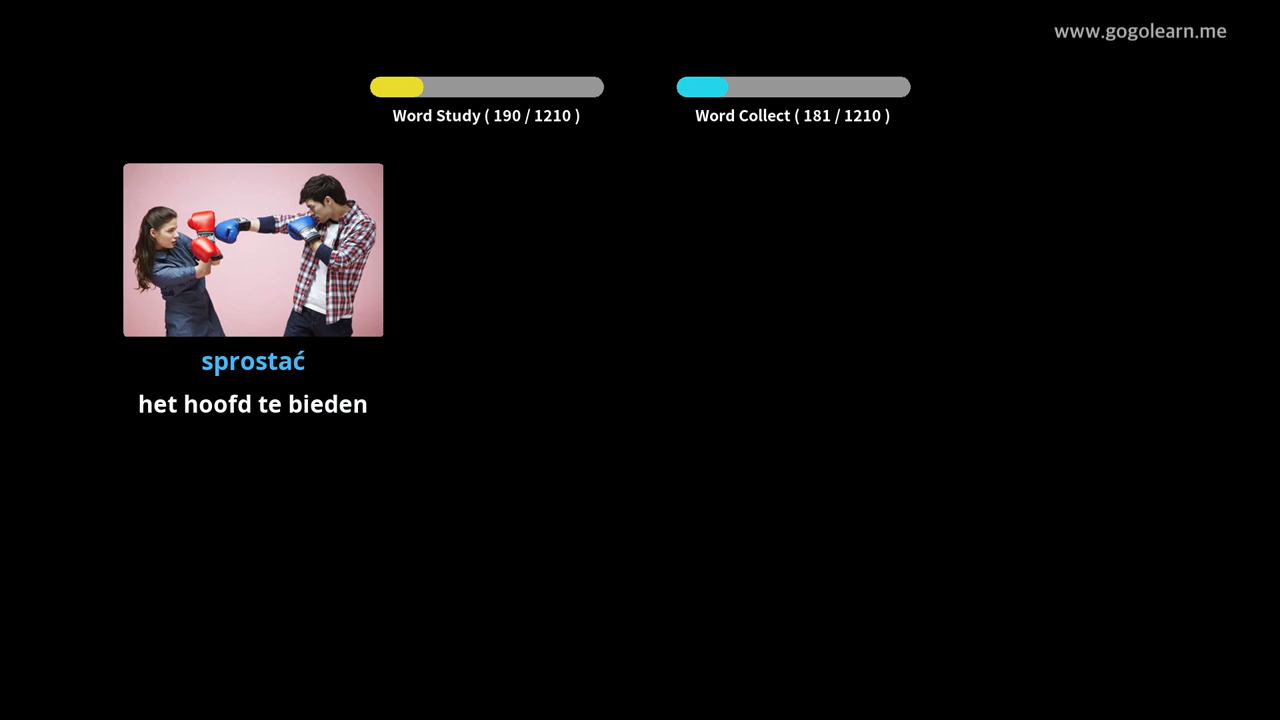 www.gogolearn.me
Word Study ( 190 / 1210 )
Word Collect ( 181 / 1210 )
sprostać
het hoofd te bieden